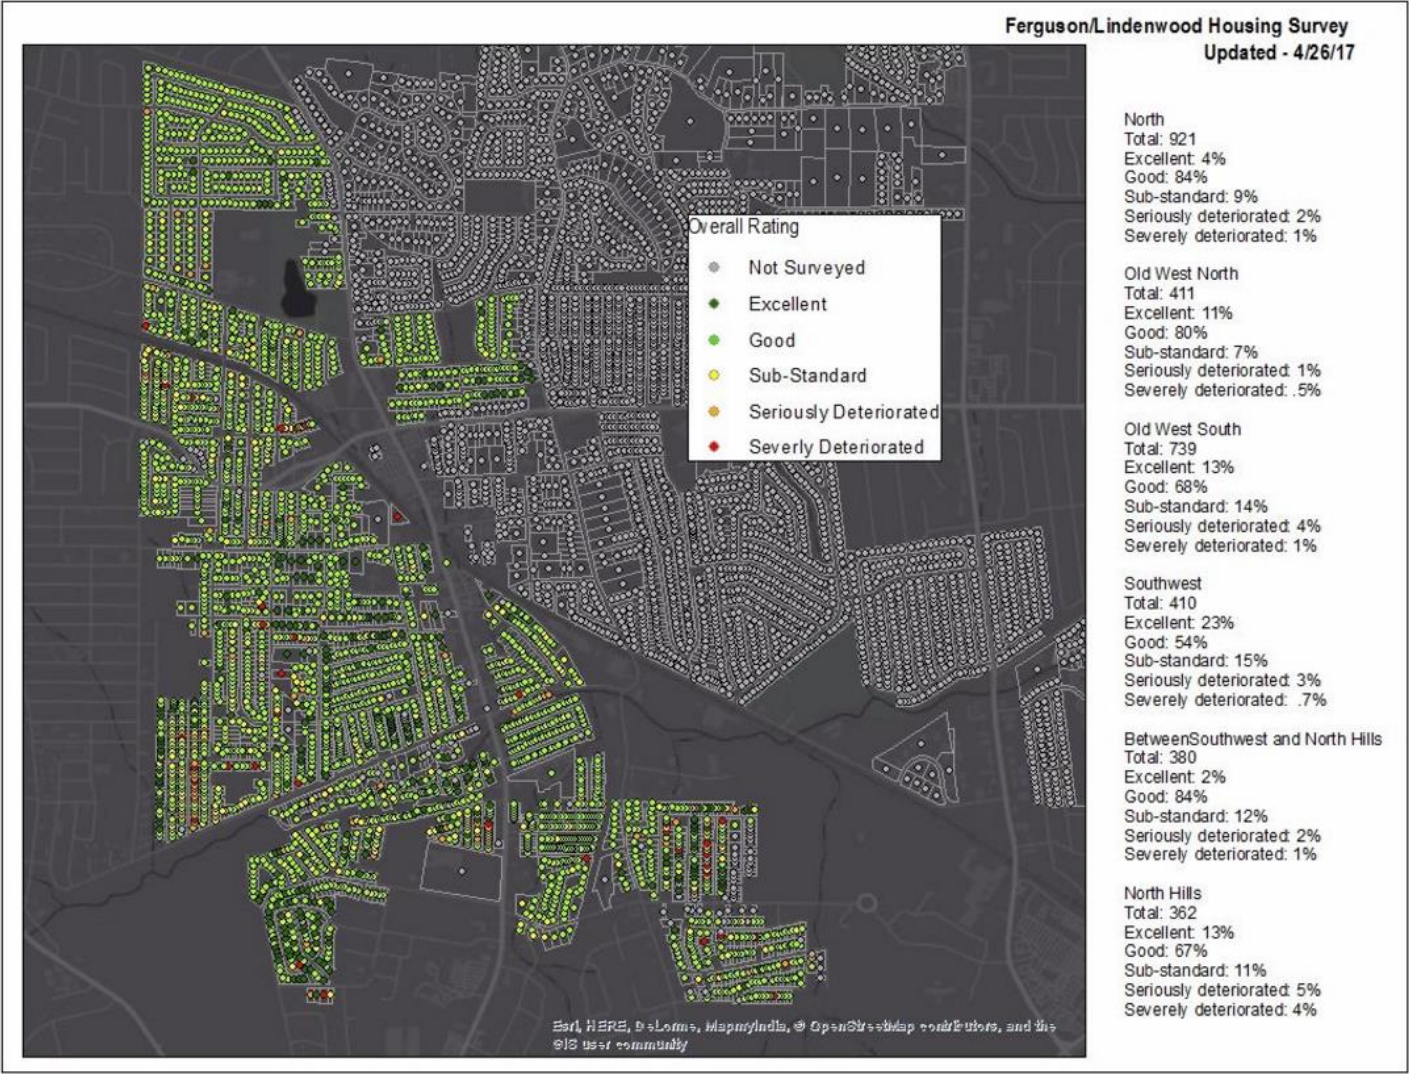 Ferguson/Lindenwood Housing Survey
Updated - 4/26/17
North
Total: 921
Excellent: 4%
Good: 84%
Sub-standard: 9%
Seriously deteriorated: 2%
Severely deteriorated: 1%
Old West North
Total: 411
Excellent: 11%
Good: 80%
Sub-standard: 7%
Seriously deteriorated: 1%
Severely deteriorated: .5%
Old West South
Total: 739
Excellent: 13%
Good: 68%
Sub-standard: 14%
Seriously deteriorated: 4%
Severely deteriorated: 1%
Southwest
Total: 410
Excellent: 23%
Good: 54%
Sub-standard: 15%
Seriously deteriorated: 3%
Severely deteriorated: .7%
BetweenSouthwest and North Hills
Total: 380
Excellent: 2%
Good: 84%
Sub-standard: 12%
Seriously deteriorated: 2%
Severely deteriorated: 1%
North Hills
Total: 362
Excellent: 13%
Good: 67%
Sub-standard: 11%
Seriously deteriorated: 5%
Severely deteriorated: 4%
Overall Rating
Not Surveyed
Excellent
Good
Sub-Standard
Seriously Deteriorated
Severly Deteriorated
Esri, HERE, DeLorme, MapmyIndia, © OpenStreetMap contributors, and the
GIS user community